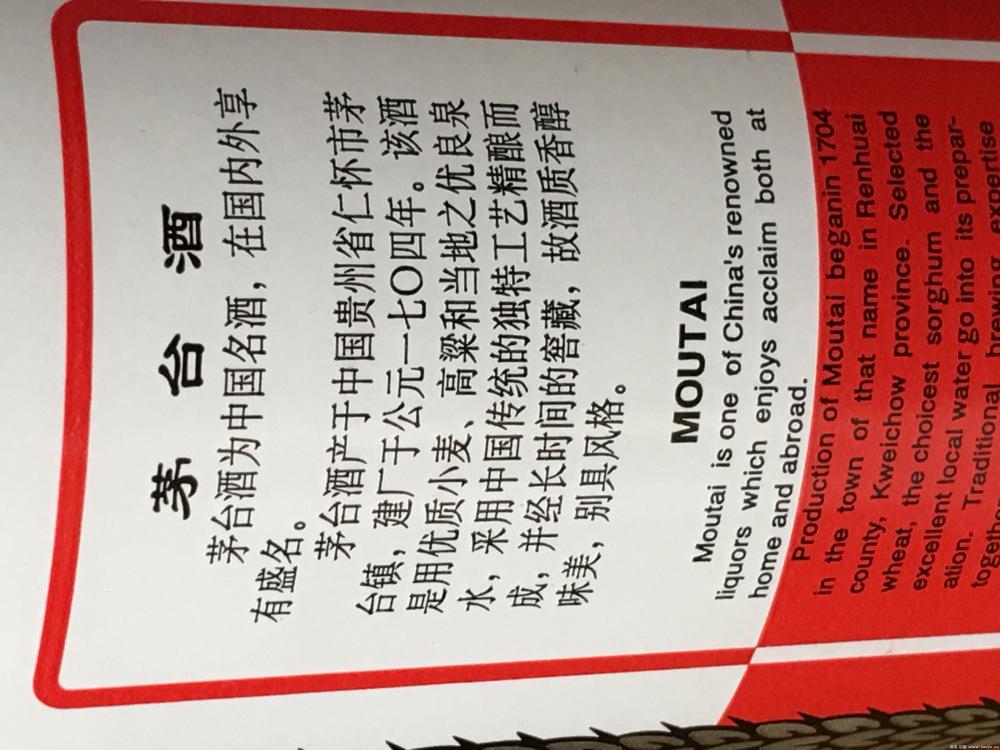 茅台酒
茅台酒为中国名酒，在国内外享
有盛名。
茅台酒产于中国贵州省仁怀市茅
台镇，建厂于公元一七〇四年。该酒
是用优质小麦、高粱和当地之优良泉
水，采用中国传统的独特工艺精酿而
成，并经长时间的窖藏，故酒质香醇
味美，别具风格。
MOUTAI
Moutai is one of China's renowned
liquors which enjoys acclaim both at
home and abroad.
Production of Moutai beganin 1704
in the town of that name in Renhuai
county, Kweichow province. Selected
wheat, the choicest sorghum and the
excellent local water go into its prepar-
ation. Traditional brewing expertise